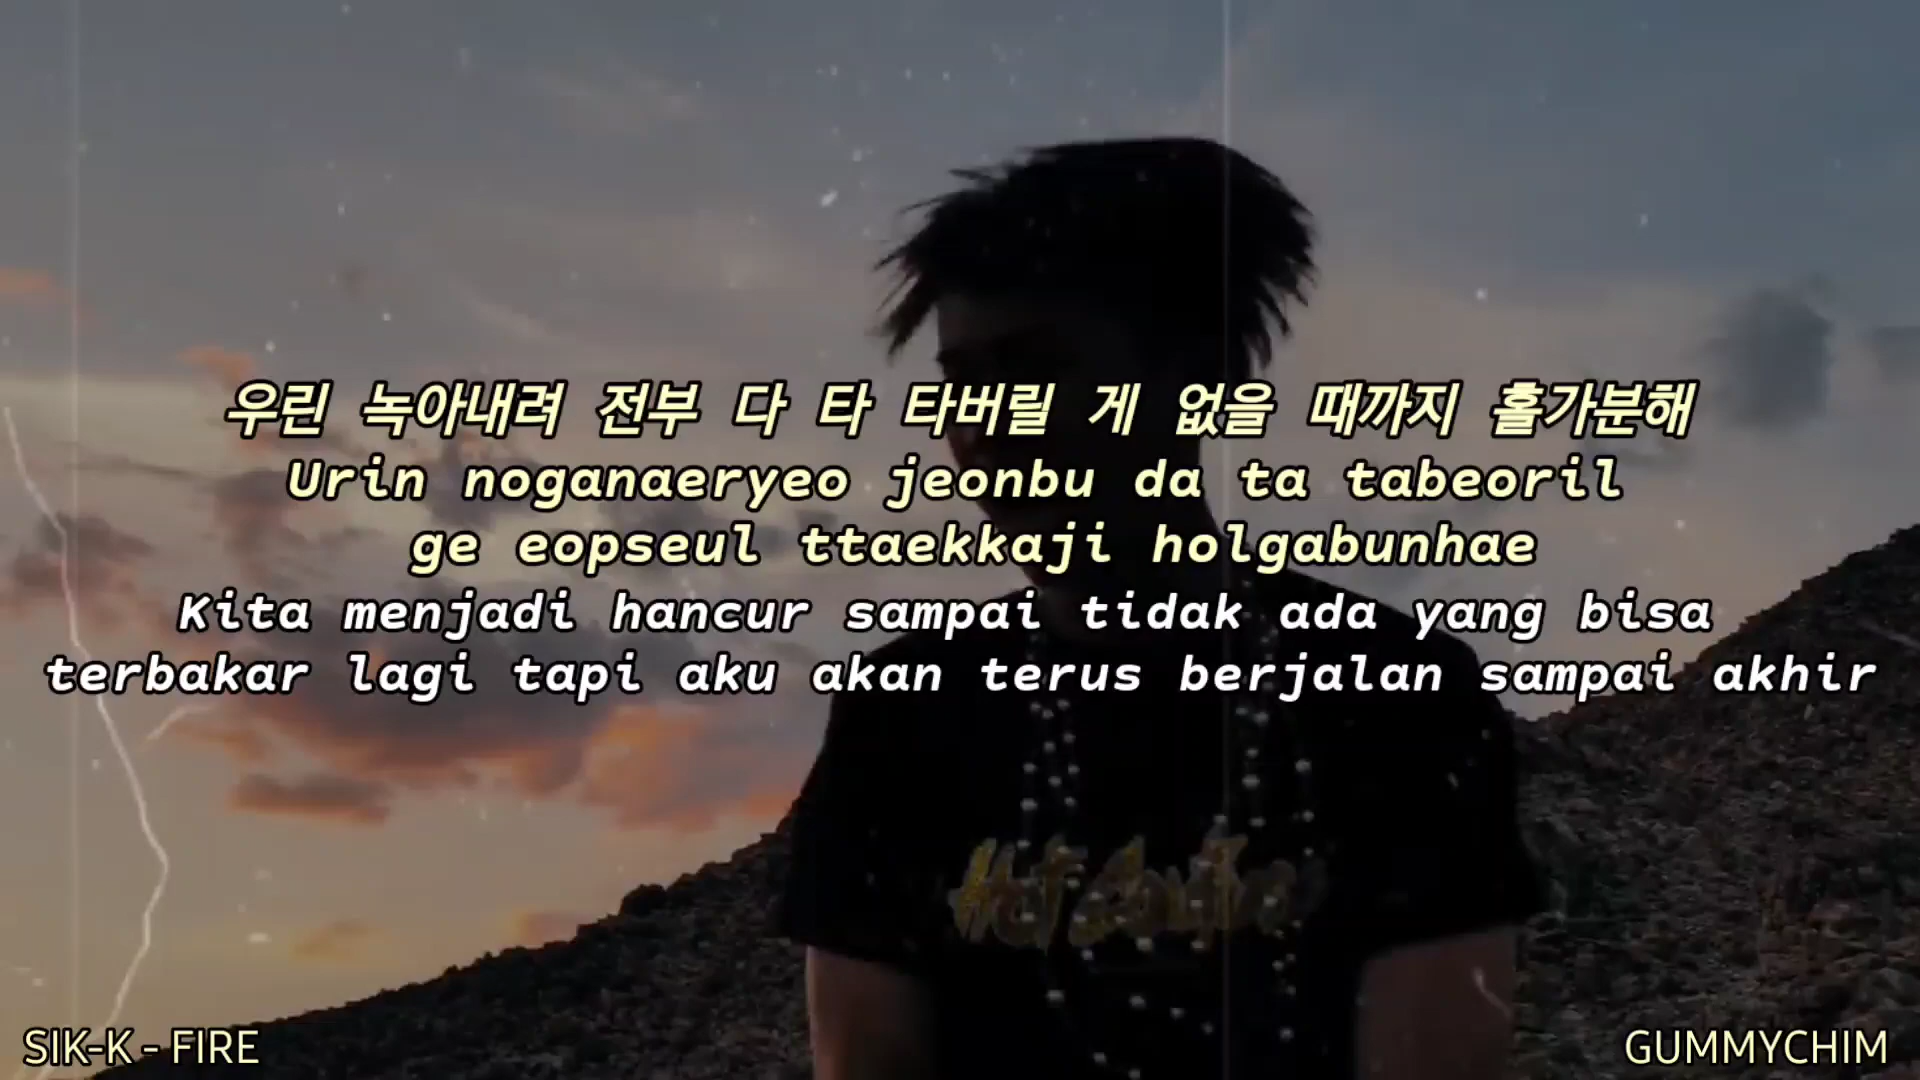 우린 녹아내려 전부 다 타 타버릴 게 없을 때까지 홀가분해
Urin noganaeryeo jeonbu da ta tabeoril
ge eopseul ttaekkaji holgabunhae
Kita menjadi hancur sampai tidak ada yang bisa
terbakar lagi tapi aku akan terus berjalan sampai akhir
SIK-K - FIRE
GUMMYCHIM